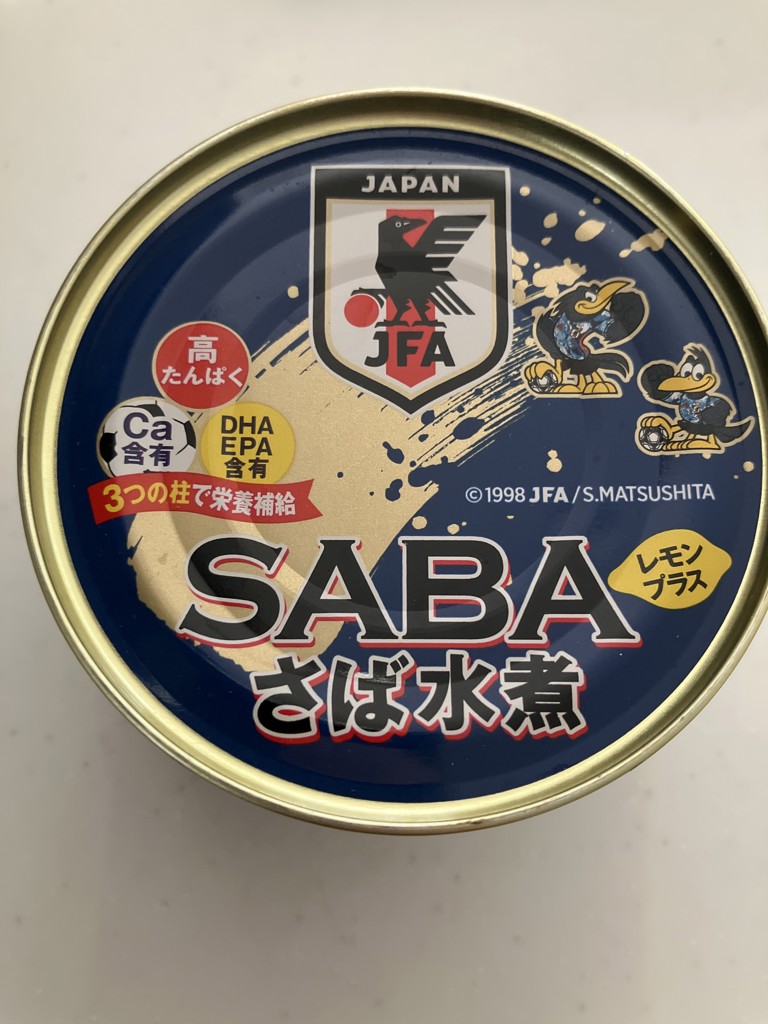 JAPAN
JFA
高
たんぱく
Ca
含有
DHA
EPA
含有
3つの柱で栄養補給
©1998 JFA / S.MATSUSHITA
レモン
プラス
SABA
さば水煮